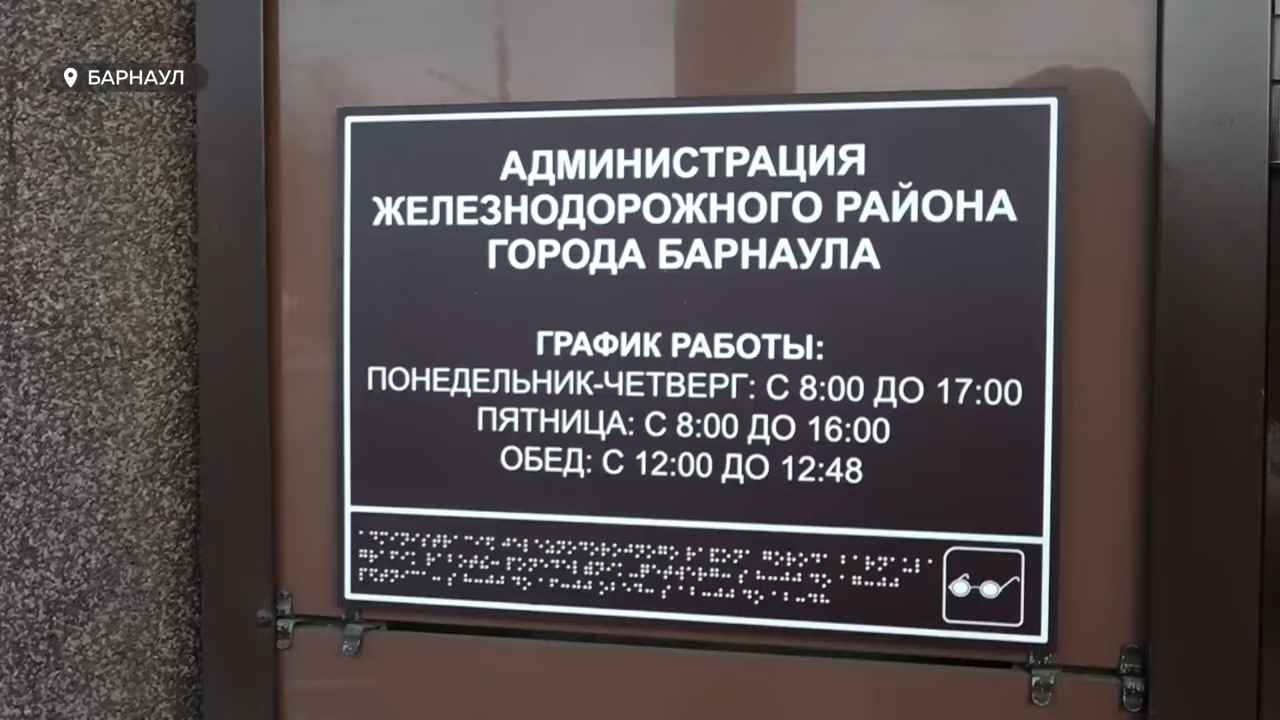 БАРНАУЛ
АДМИНИСТРАЦИЯ
ЖЕЛЕЗНОДОРОЖНОГО РАЙОНА
ГОРОДА БАРНАУЛА
ГРАФИК РАБОТЫ:
ПОНЕДЕЛЬНИК-ЧЕТВЕРГ: С 8:00 ДО 17:00
ПЯТНИЦА: С 8:00 ДО 16:00
ОБЕД: С 12:00 ДО 12:48